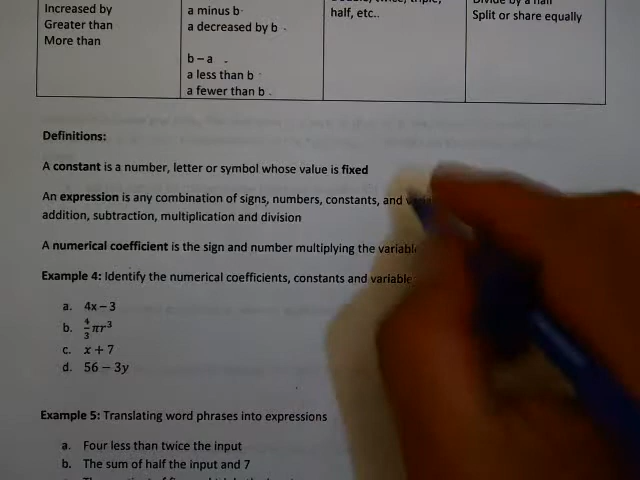 Increased by
Greater than
More than
a minus b
a decreased by b
b – a
a less than b
a fewer than b
half, etc..
Split or share equally
Definitions:
A constant is a number, letter or symbol whose value is fixed
An expression is any combination of signs, numbers, constants, and
addition, subtraction, multiplication and division
A numerical coefficient is the sign and number multiplying the variable
Example 4: Identify the numerical coefficients, constants and variable
a. 4x – 3
b. 4/3 πr³
c. x + 7
d. 56 – 3y
Example 5: Translating word phrases into expressions
a. Four less than twice the input
b. The sum of half the input and 7